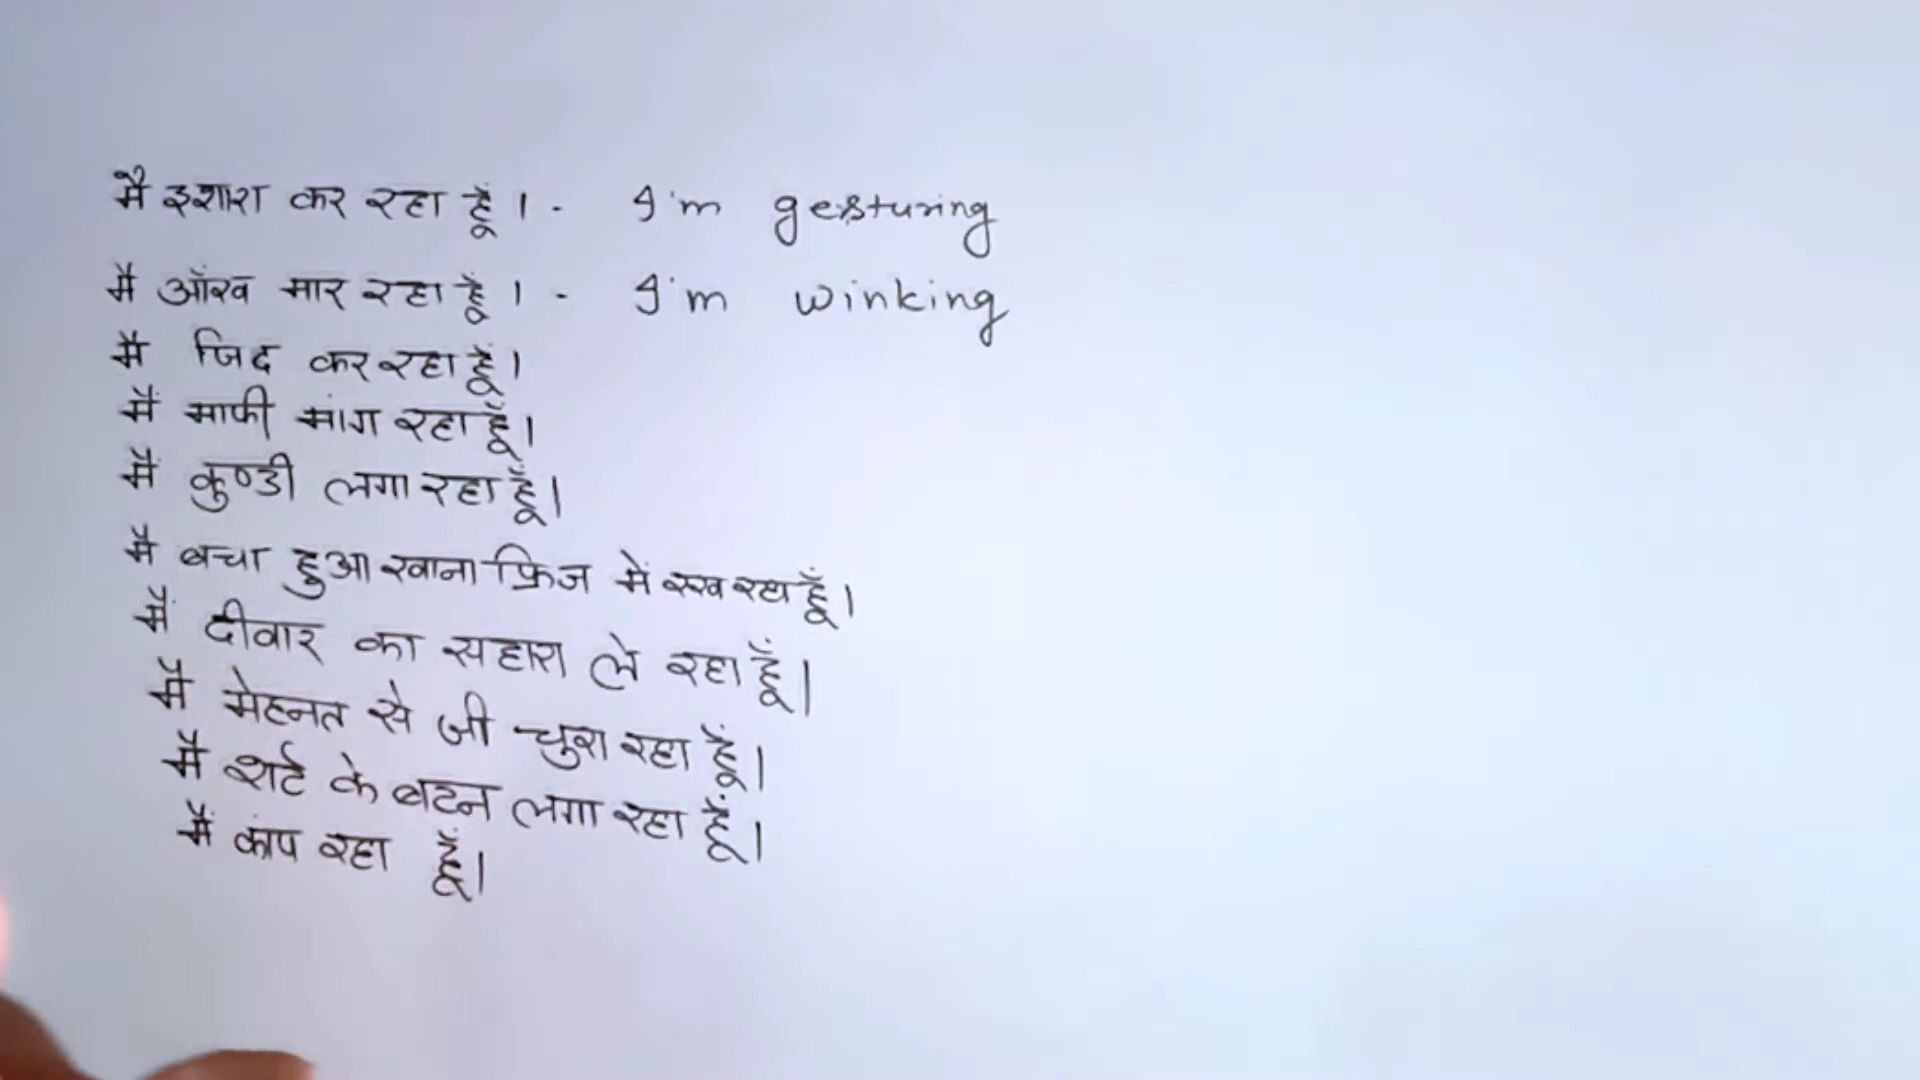 मैं इशारा कर रहा हूँ। - I'm gesturing
मैं आँख मार रहा हूँ। - I'm winking
मैं जिद कर रहा हूँ।
मैं माफी मांग रहा हूँ।
मैं कुण्डी लगा रहा हूँ।
मैं बचा हुआ खाना फ्रिज में रख रहा हूँ।
मैं दीवार का सहारा ले रहा हूँ।
मैं मेहनत से जी चुरा रहा हूँ।
मैं शर्ट के बटन लगा रहा हूँ।
मैं कांप रहा हूँ।